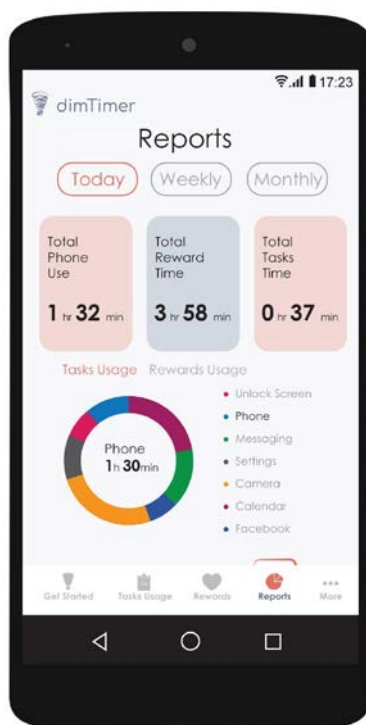 17:23
dimTimer
Reports
Today Weekly Monthly
Total
Phone
Use
1 hr 32 min
Total
Reward
Time
3 hr 58 min
Total
Tasks
Time
0 hr 37 min
Tasks Usage Rewards Usage
Phone
1h 30min
Unlock Screen
Phone
Messaging
Settings
Camera
Calendar
Facebook
Get Started Tasks Usage Rewards Reports More